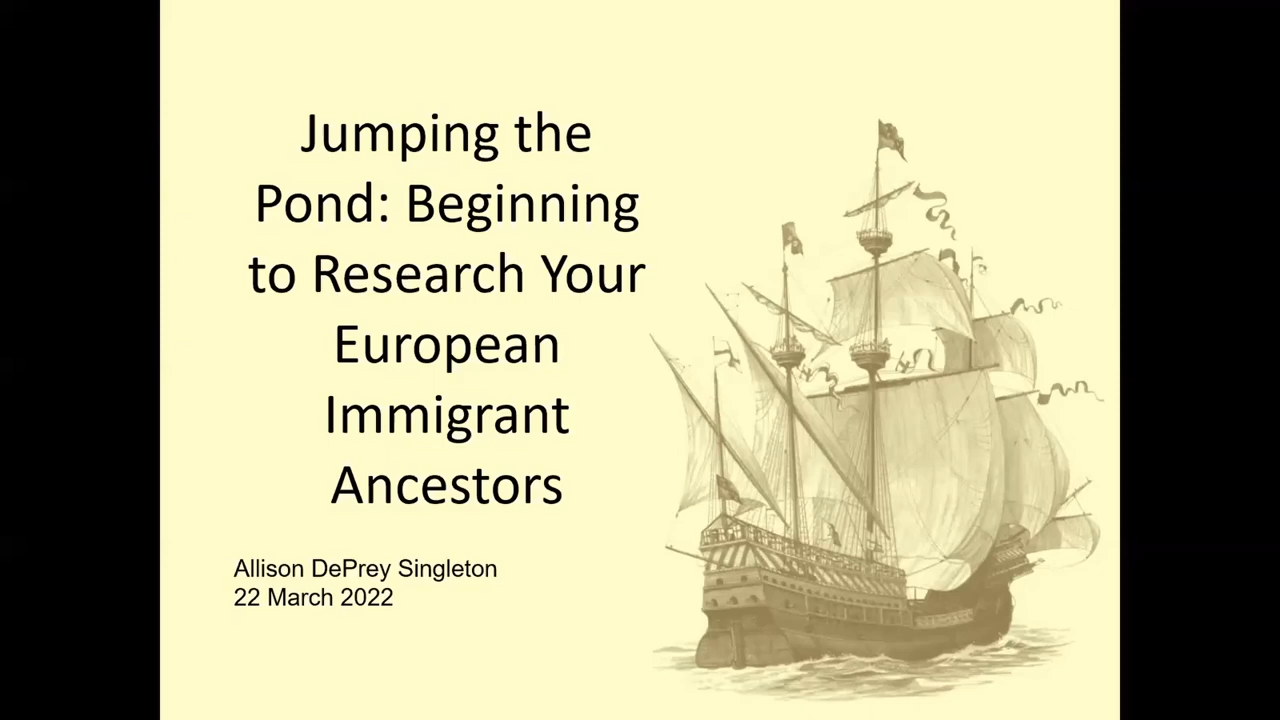 Jumping the
Pond: Beginning
to Research Your
European
Immigrant
Ancestors
Allison DePrey Singleton
22 March 2022